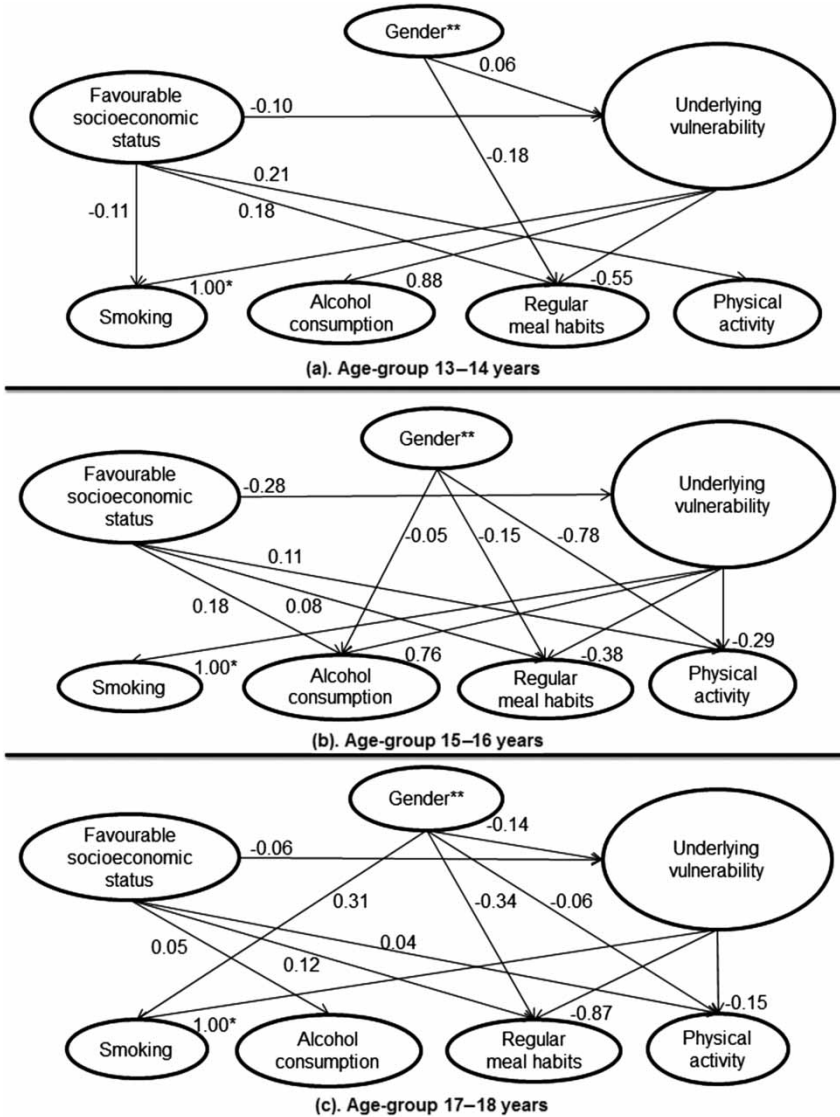 Gender**
0.06
Favourable
socioeconomic
status
-0.10
Underlying
vulnerability
-0.18
0.21
-0.11
0.18
1.00*
0.88
-0.55
Smoking
Alcohol
consumption
Regular
meal habits
Physical
activity
(a). Age-group 13–14 years
Gender**
Favourable
socioeconomic
status
-0.28
Underlying
vulnerability
-0.05
-0.15
-0.78
0.11
0.18
0.08
1.00*
0.76
-0.38
-0.29
Smoking
Alcohol
consumption
Regular
meal habits
Physical
activity
(b). Age-group 15–16 years
Gender**
-0.14
Favourable
socioeconomic
status
-0.06
Underlying
vulnerability
0.31
-0.34
-0.06
0.05
0.12
0.04
1.00*
-0.87
-0.15
Smoking
Alcohol
consumption
Regular
meal habits
Physical
activity
(c). Age-group 17–18 years